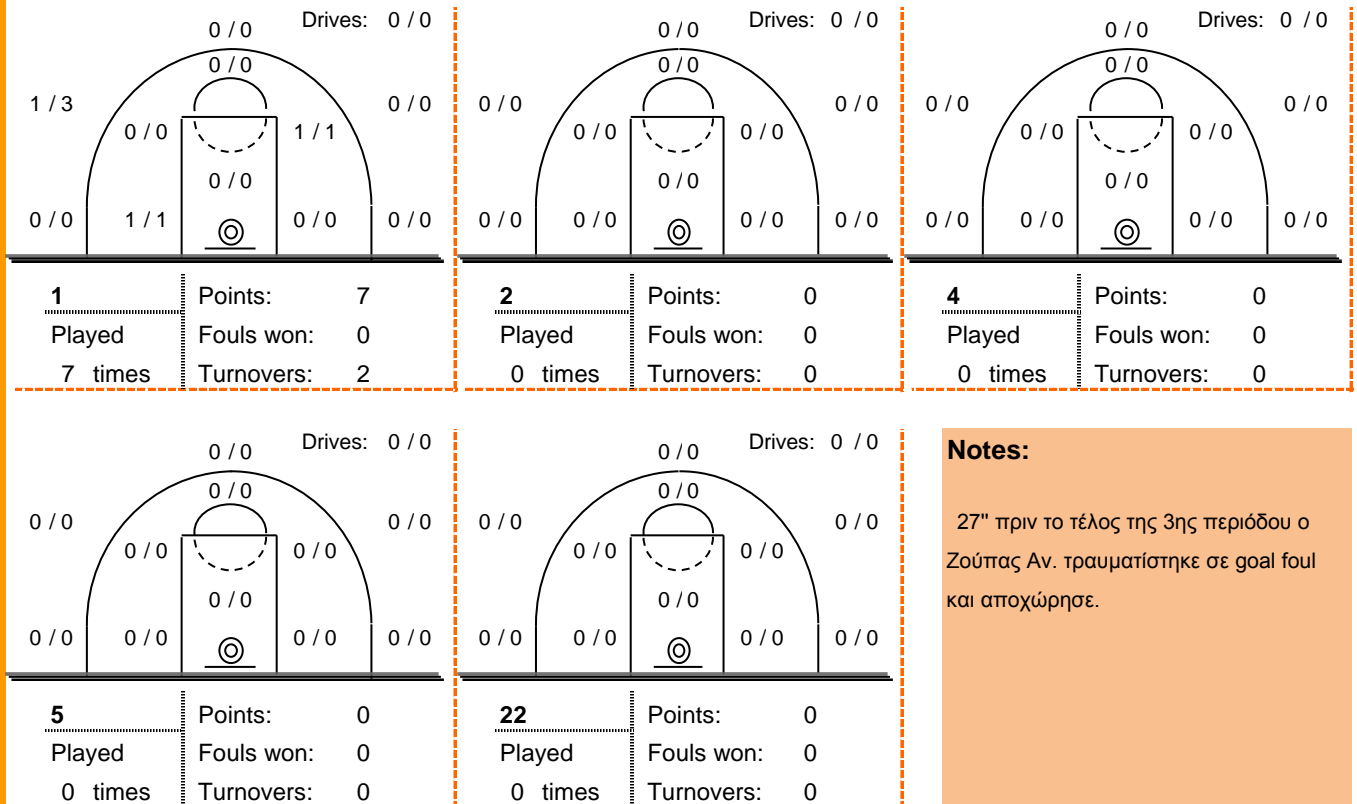 0 / 0 Drives: 0 / 0
0 / 0
1 / 3 0 / 0
0 / 0 1 / 1
0 / 0
0 / 0 1 / 1 0 / 0 0 / 0
1 Points: 7
Played Fouls won: 0
7 times Turnovers: 2
0 / 0 Drives: 0 / 0
0 / 0
0 / 0 0 / 0
0 / 0 0 / 0
0 / 0
0 / 0 0 / 0 0 / 0 0 / 0
2 Points: 0
Played Fouls won: 0
0 times Turnovers: 0
0 / 0 Drives: 0 / 0
0 / 0
0 / 0 0 / 0
0 / 0 0 / 0
0 / 0
0 / 0 0 / 0 0 / 0 0 / 0
4 Points: 0
Played Fouls won: 0
0 times Turnovers: 0
0 / 0 Drives: 0 / 0
0 / 0
0 / 0 0 / 0
0 / 0 0 / 0
0 / 0
0 / 0 0 / 0 0 / 0 0 / 0
5 Points: 0
Played Fouls won: 0
0 times Turnovers: 0
0 / 0 Drives: 0 / 0
0 / 0
0 / 0 0 / 0
0 / 0 0 / 0
0 / 0
0 / 0 0 / 0 0 / 0 0 / 0
22 Points: 0
Played Fouls won: 0
0 times Turnovers: 0
Notes:
27'' πριν το τέλος της 3ης περιόδου ο
Ζούπας Αν. τραυματίστηκε σε goal foul
και αποχώρησε.